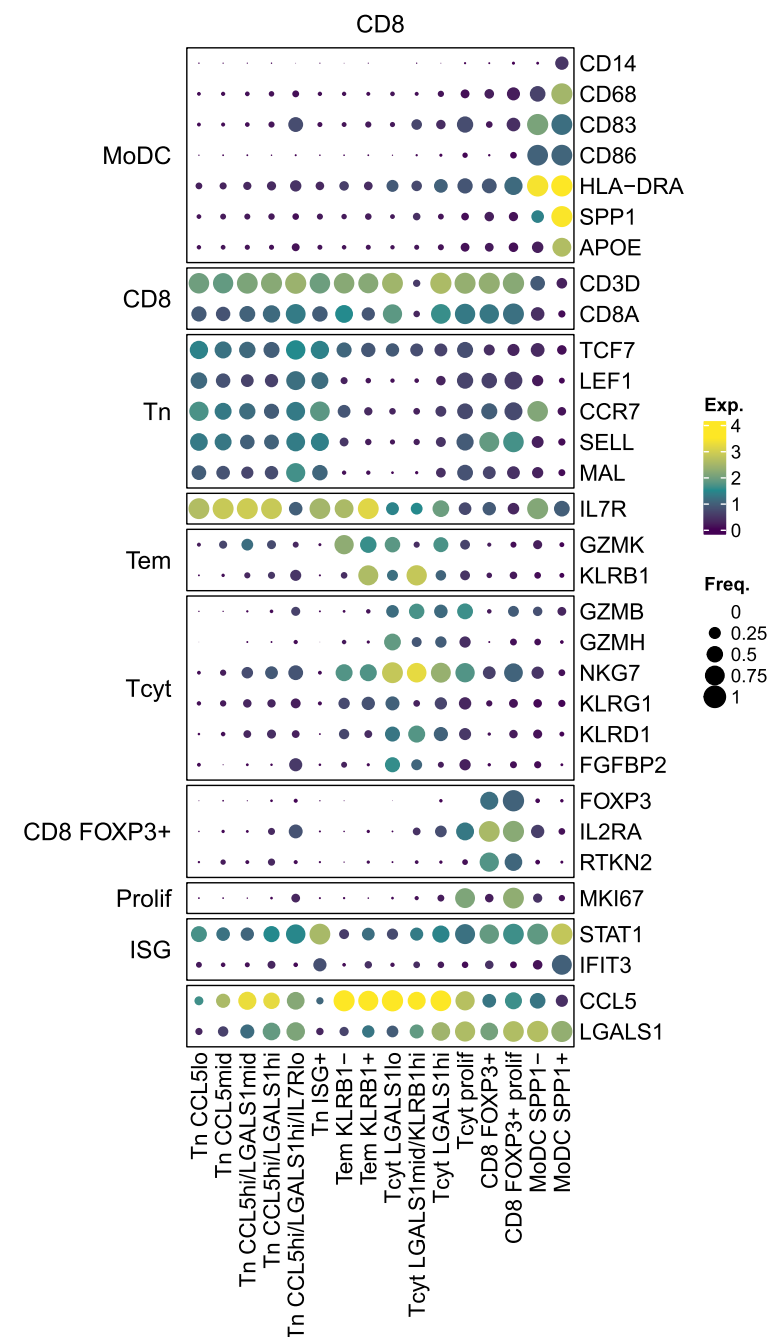 CD8
MoDC
CD14
CD68
CD83
CD86
HLA−DRA
SPP1
APOE
CD8
CD3D
CD8A
Tn
TCF7
LEF1
CCR7
SELL
MAL
IL7R
Tem
GZMK
KLRB1
Tcyt
GZMB
GZMH
NKG7
KLRG1
KLRD1
FGFBP2
CD8 FOXP3+
FOXP3
IL2RA
RTKN2
Prolif
MKI67
ISG
STAT1
IFIT3
CCL5
LGALS1
Tn CCL5lo
Tn CCL5mid
Tn CCL5hi/LGALS1mid
Tn CCL5hi/LGALS1hi
Tn CCL5hi/LGALS1hi/IL7Rlo
Tn ISG+
Tem KLRB1−
Tem KLRB1+
Tcyt LGALS1lo
Tcyt LGALS1mid/KLRB1hi
Tcyt LGALS1hi
Tcyt prolif
CD8 FOXP3+
CD8 FOXP3+ prolif
MoDC SPP1−
MoDC SPP1+
Exp.
4
3
2
1
0
Freq.
0
0.25
0.5
0.75
1